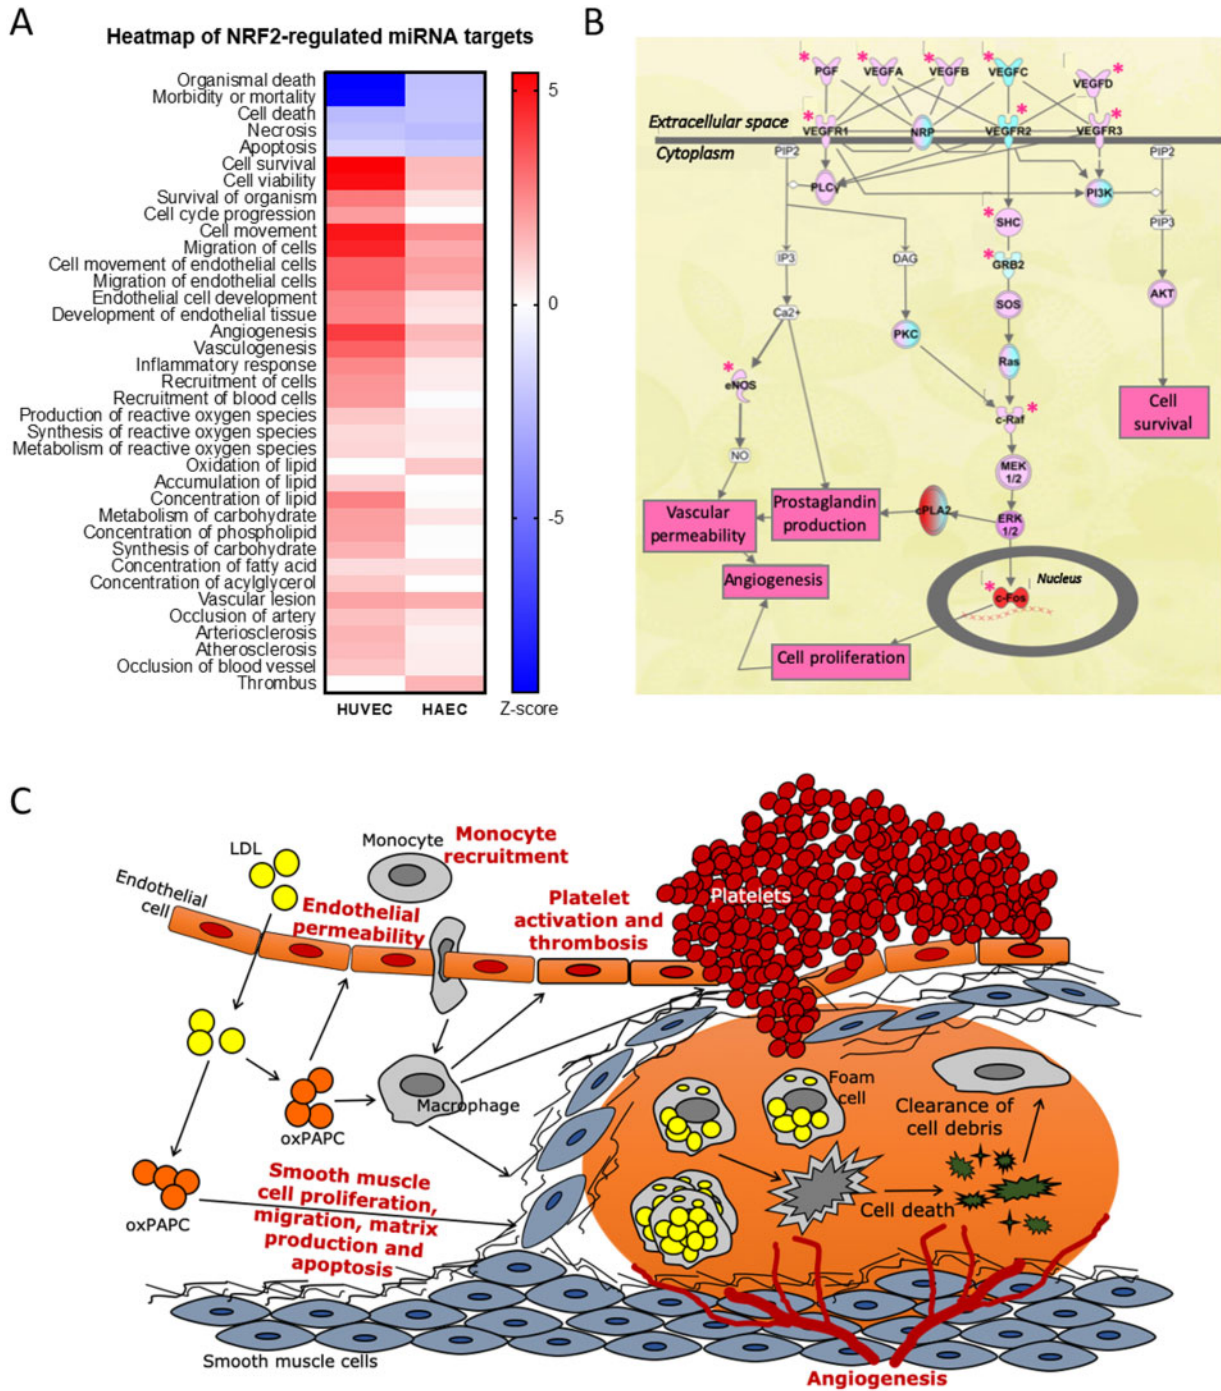 A
Heatmap of NRF2-regulated miRNA targets
Organismal death
Morbidity or mortality
Cell death
Necrosis
Apoptosis
Cell survival
Cell viability
Survival of organism
Cell cycle progression
Cell movement
Migration of cells
Cell movement of endothelial cells
Migration of endothelial cells
Endothelial cell development
Development of endothelial tissue
Angiogenesis
Vasculogenesis
Inflammatory response
Recruitment of cells
Recruitment of blood cells
Production of reactive oxygen species
Synthesis of reactive oxygen species
Metabolism of reactive oxygen species
Oxidation of lipid
Accumulation of lipid
Concentration of lipid
Metabolism of carbohydrate
Concentration of phospholipid
Synthesis of carbohydrate
Concentration of fatty acid
Concentration of acylglycerol
Vascular lesion
Occlusion of artery
Arteriosclerosis
Atherosclerosis
Occlusion of blood vessel
Thrombus
HUVEC HAEC
5
0
-5
Z-score
B
* PGF * VEGFA * VEGFB * VEGFC VEGFD *
Extracellular space
* VEGFR1 NRP VEGFR2 * VEGFR3 *
Cytoplasm
PIP2
PIP2
PLCγ
PI3K
* SHC
PIP3
IP3
DAG
* GRB2
AKT
SOS
Ca2+
PKC
Ras
* eNOS
c-Raf *
Cell
survival
NO
MEK
1/2
Vascular
permeability
Prostaglandin
production
cPLA2
ERK
1/2
Angiogenesis
Nucleus
* c-Fos
Cell proliferation
C
LDL
Monocyte
Monocyte
recruitment
Endothelial
cell
Endothelial
permeability
Platelet
activation and
thrombosis
Platelets
Macrophage
oxPAPC
Foam
cell
Clearance of
cell debris
oxPAPC
Smooth muscle
cell proliferation,
migration, matrix
production and
apoptosis
Cell death
Smooth muscle cells
Angiogenesis